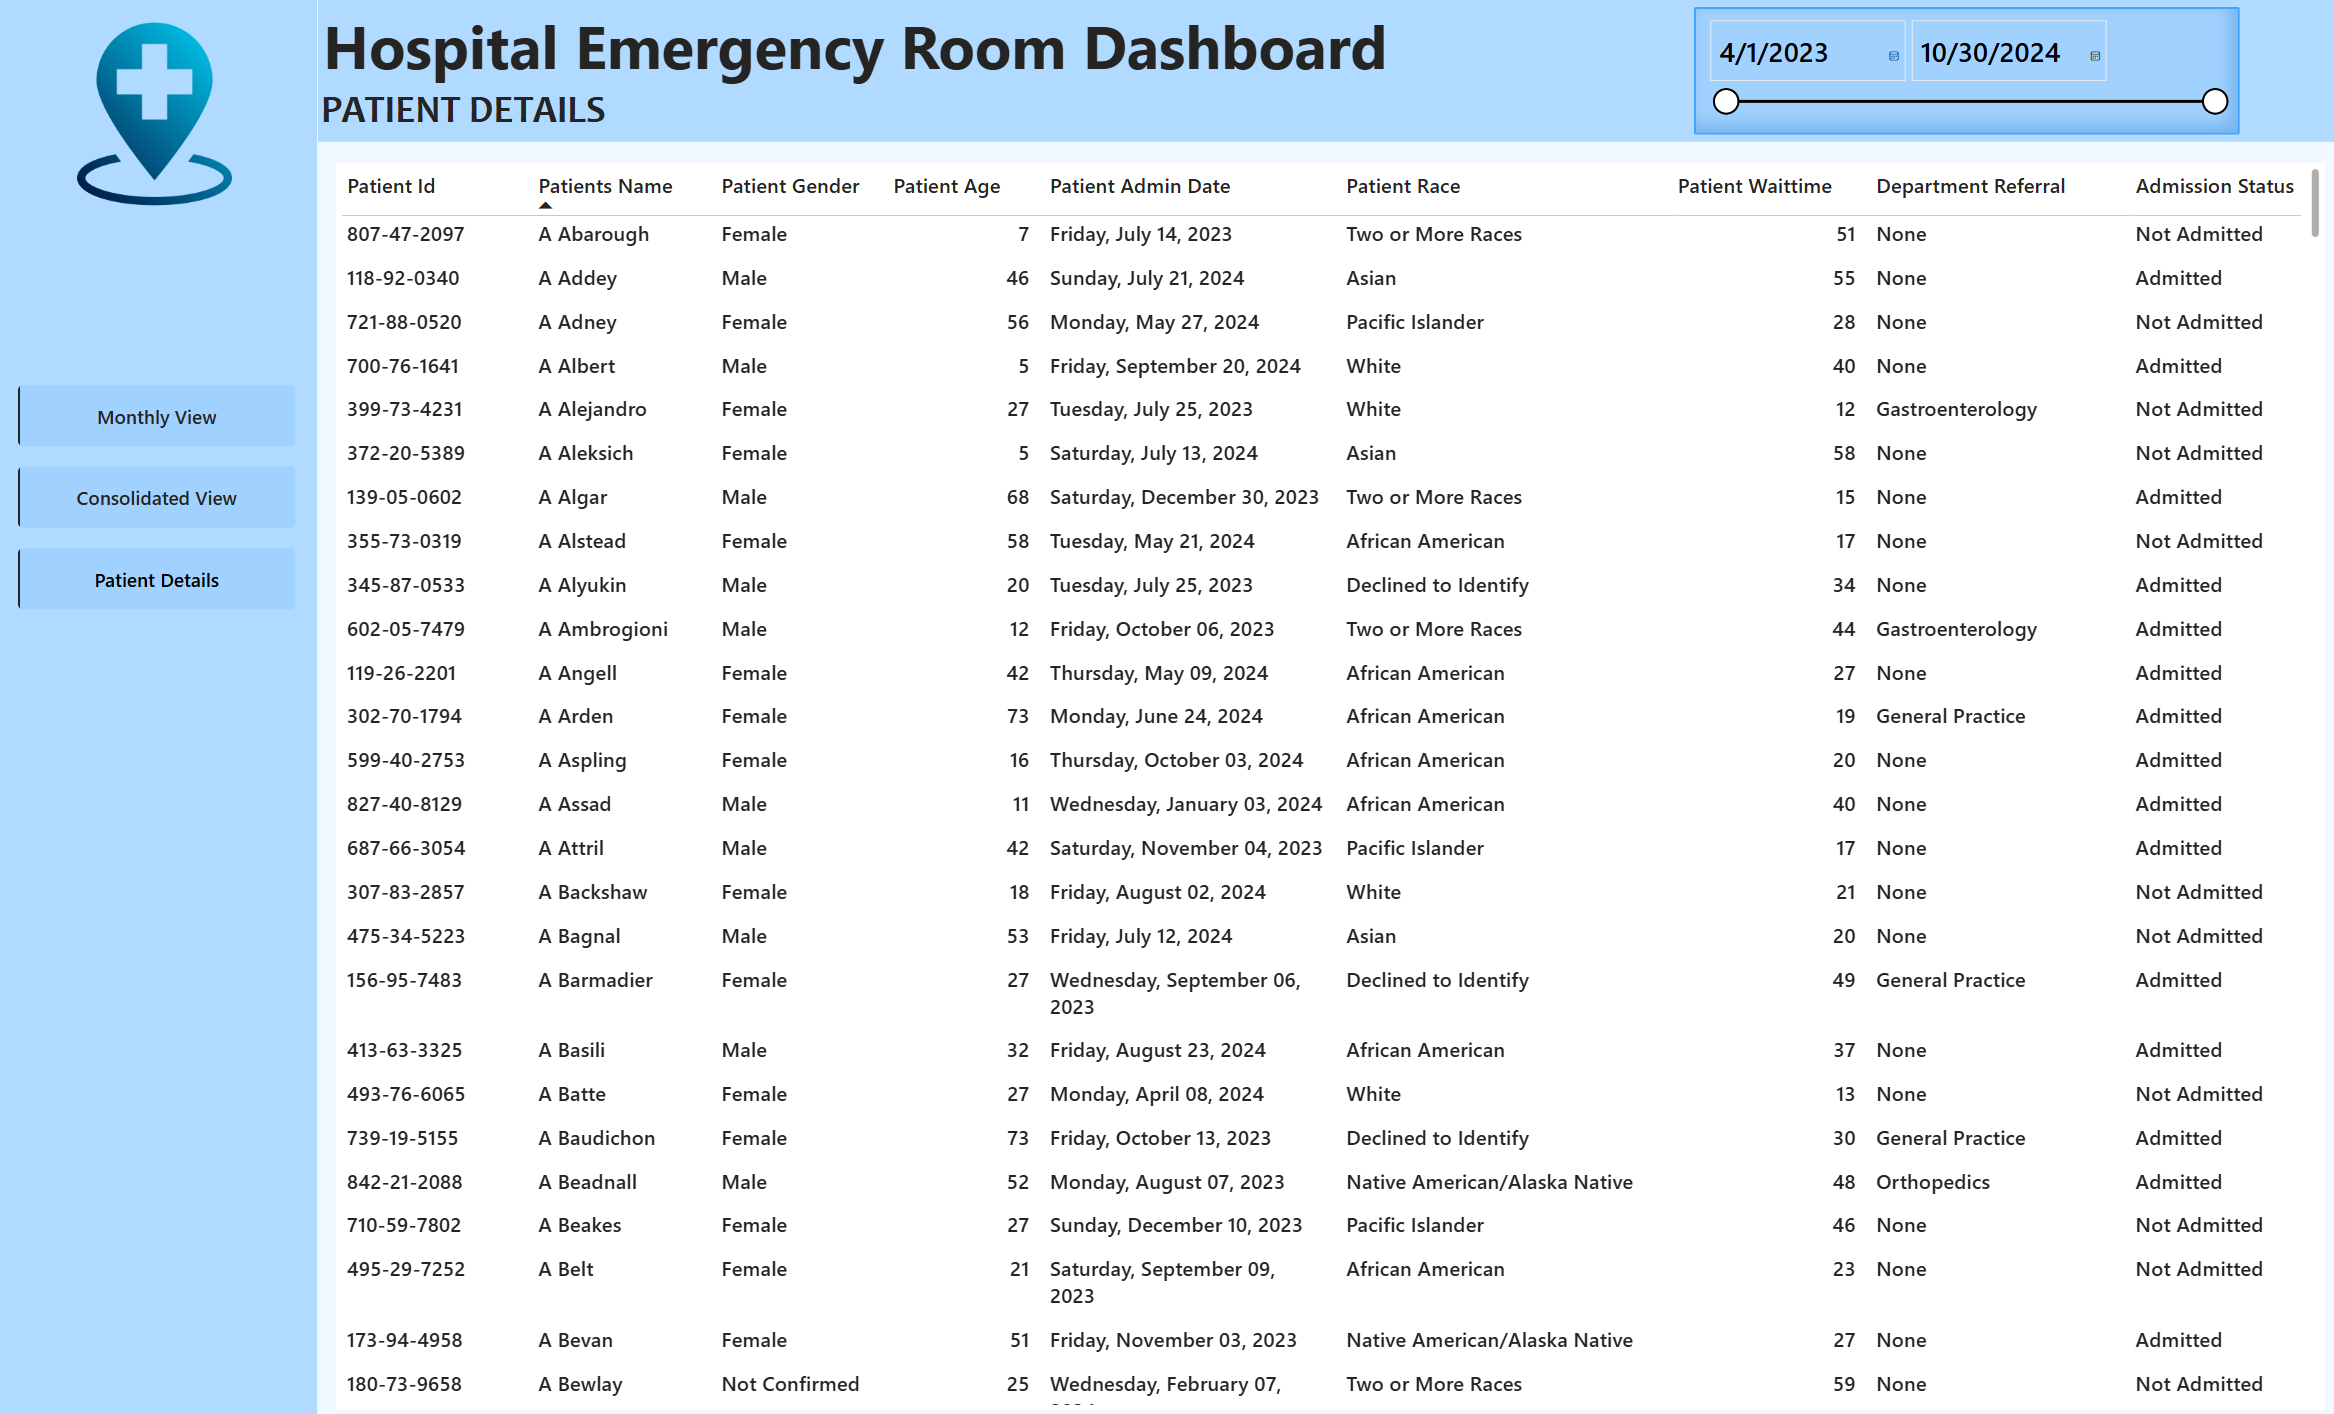 Hospital Emergency Room Dashboard
PATIENT DETAILS
4/1/2023 10/30/2024
Monthly View
Consolidated View
Patient Details
Patient Id Patients Name Patient Gender Patient Age Patient Admin Date Patient Race Patient Waittime Department Referral Admission Status
807-47-2097 A Abarough Female 7 Friday, July 14, 2023 Two or More Races 51 None Not Admitted
118-92-0340 A Addey Male 46 Sunday, July 21, 2024 Asian 55 None Admitted
721-88-0520 A Adney Female 56 Monday, May 27, 2024 Pacific Islander 28 None Not Admitted
700-76-1641 A Albert Male 5 Friday, September 20, 2024 White 40 None Admitted
399-73-4231 A Alejandro Female 27 Tuesday, July 25, 2023 White 12 Gastroenterology Not Admitted
372-20-5389 A Aleksich Female 5 Saturday, July 13, 2024 Asian 58 None Not Admitted
139-05-0602 A Algar Male 68 Saturday, December 30, 2023 Two or More Races 15 None Admitted
355-73-0319 A Alstead Female 58 Tuesday, May 21, 2024 African American 17 None Not Admitted
345-87-0533 A Alyukin Male 20 Tuesday, July 25, 2023 Declined to Identify 34 None Admitted
602-05-7479 A Ambrogioni Male 12 Friday, October 06, 2023 Two or More Races 44 Gastroenterology Admitted
119-26-2201 A Angell Female 42 Thursday, May 09, 2024 African American 27 None Admitted
302-70-1794 A Arden Female 73 Monday, June 24, 2024 African American 19 General Practice Admitted
599-40-2753 A Aspling Female 16 Thursday, October 03, 2024 African American 20 None Admitted
827-40-8129 A Assad Male 11 Wednesday, January 03, 2024 African American 40 None Admitted
687-66-3054 A Attril Male 42 Saturday, November 04, 2023 Pacific Islander 17 None Admitted
307-83-2857 A Backshaw Female 18 Friday, August 02, 2024 White 21 None Not Admitted
475-34-5223 A Bagnal Male 53 Friday, July 12, 2024 Asian 20 None Not Admitted
156-95-7483 A Barmadier Female 27 Wednesday, September 06, Declined to Identify 49 General Practice Admitted
2023
413-63-3325 A Basili Male 32 Friday, August 23, 2024 African American 37 None Admitted
493-76-6065 A Batte Female 27 Monday, April 08, 2024 White 13 None Not Admitted
739-19-5155 A Baudichon Female 73 Friday, October 13, 2023 Declined to Identify 30 General Practice Admitted
842-21-2088 A Beadnall Male 52 Monday, August 07, 2023 Native American/Alaska Native 48 Orthopedics Admitted
710-59-7802 A Beakes Female 27 Sunday, December 10, 2023 Pacific Islander 46 None Not Admitted
495-29-7252 A Belt Female 21 Saturday, September 09, African American 23 None Not Admitted
2023
173-94-4958 A Bevan Female 51 Friday, November 03, 2023 Native American/Alaska Native 27 None Admitted
180-73-9658 A Bewlay Not Confirmed 25 Wednesday, February 07, Two or More Races 59 None Not Admitted